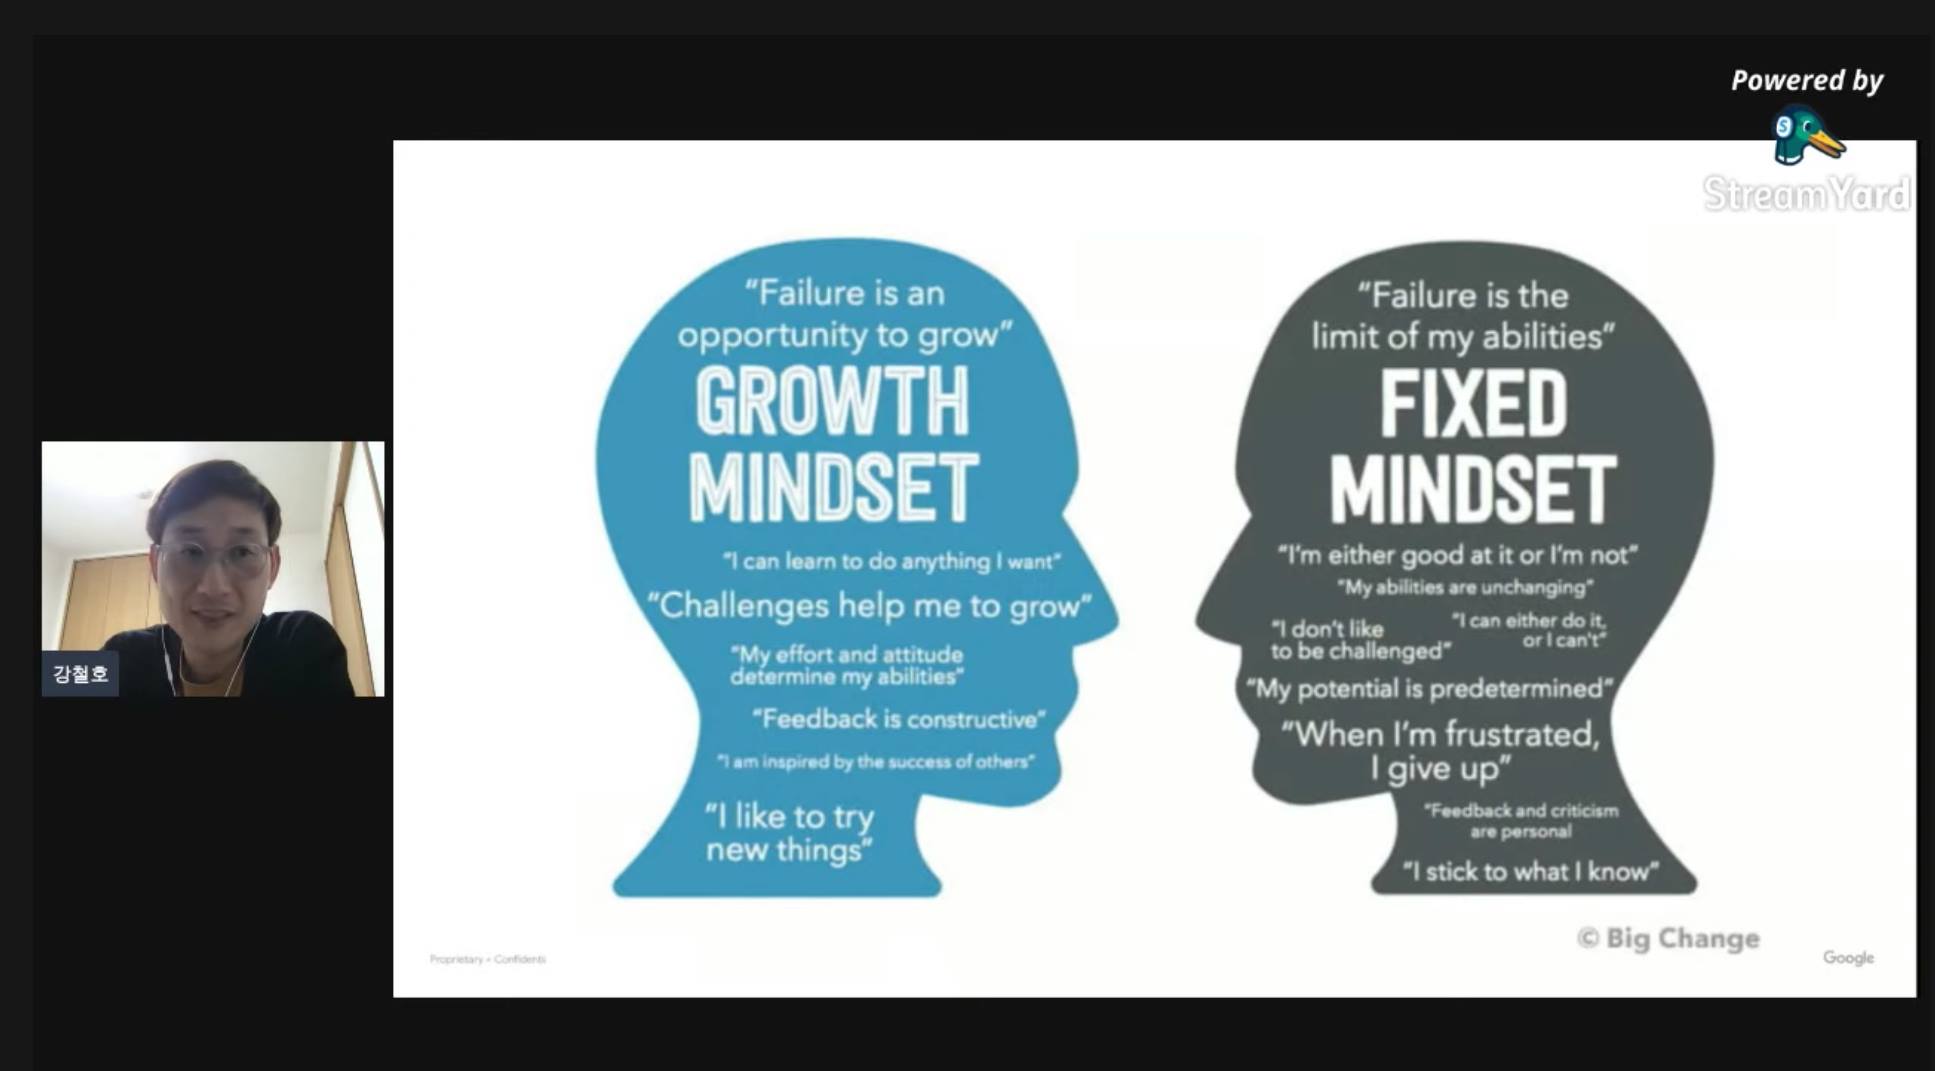 Powered by
StreamYard
강철호
“Failure is an
opportunity to grow”
GROWTH
MINDSET
“I can learn to do anything I want”
“Challenges help me to grow”
“My effort and attitude
determine my abilities”
“Feedback is constructive”
“I am inspired by the success of others”
“I like to try
new things”
“Failure is the
limit of my abilities”
FIXED
MINDSET
“I’m either good at it or I’m not”
“My abilities are unchanging”
“I don’t like
to be challenged”
“I can either do it,
or I can’t”
“My potential is predetermined”
“When I’m frustrated,
I give up”
“Feedback and criticism
are personal
“I stick to what I know”
© Big Change
Proprietary + Confidenti
Google